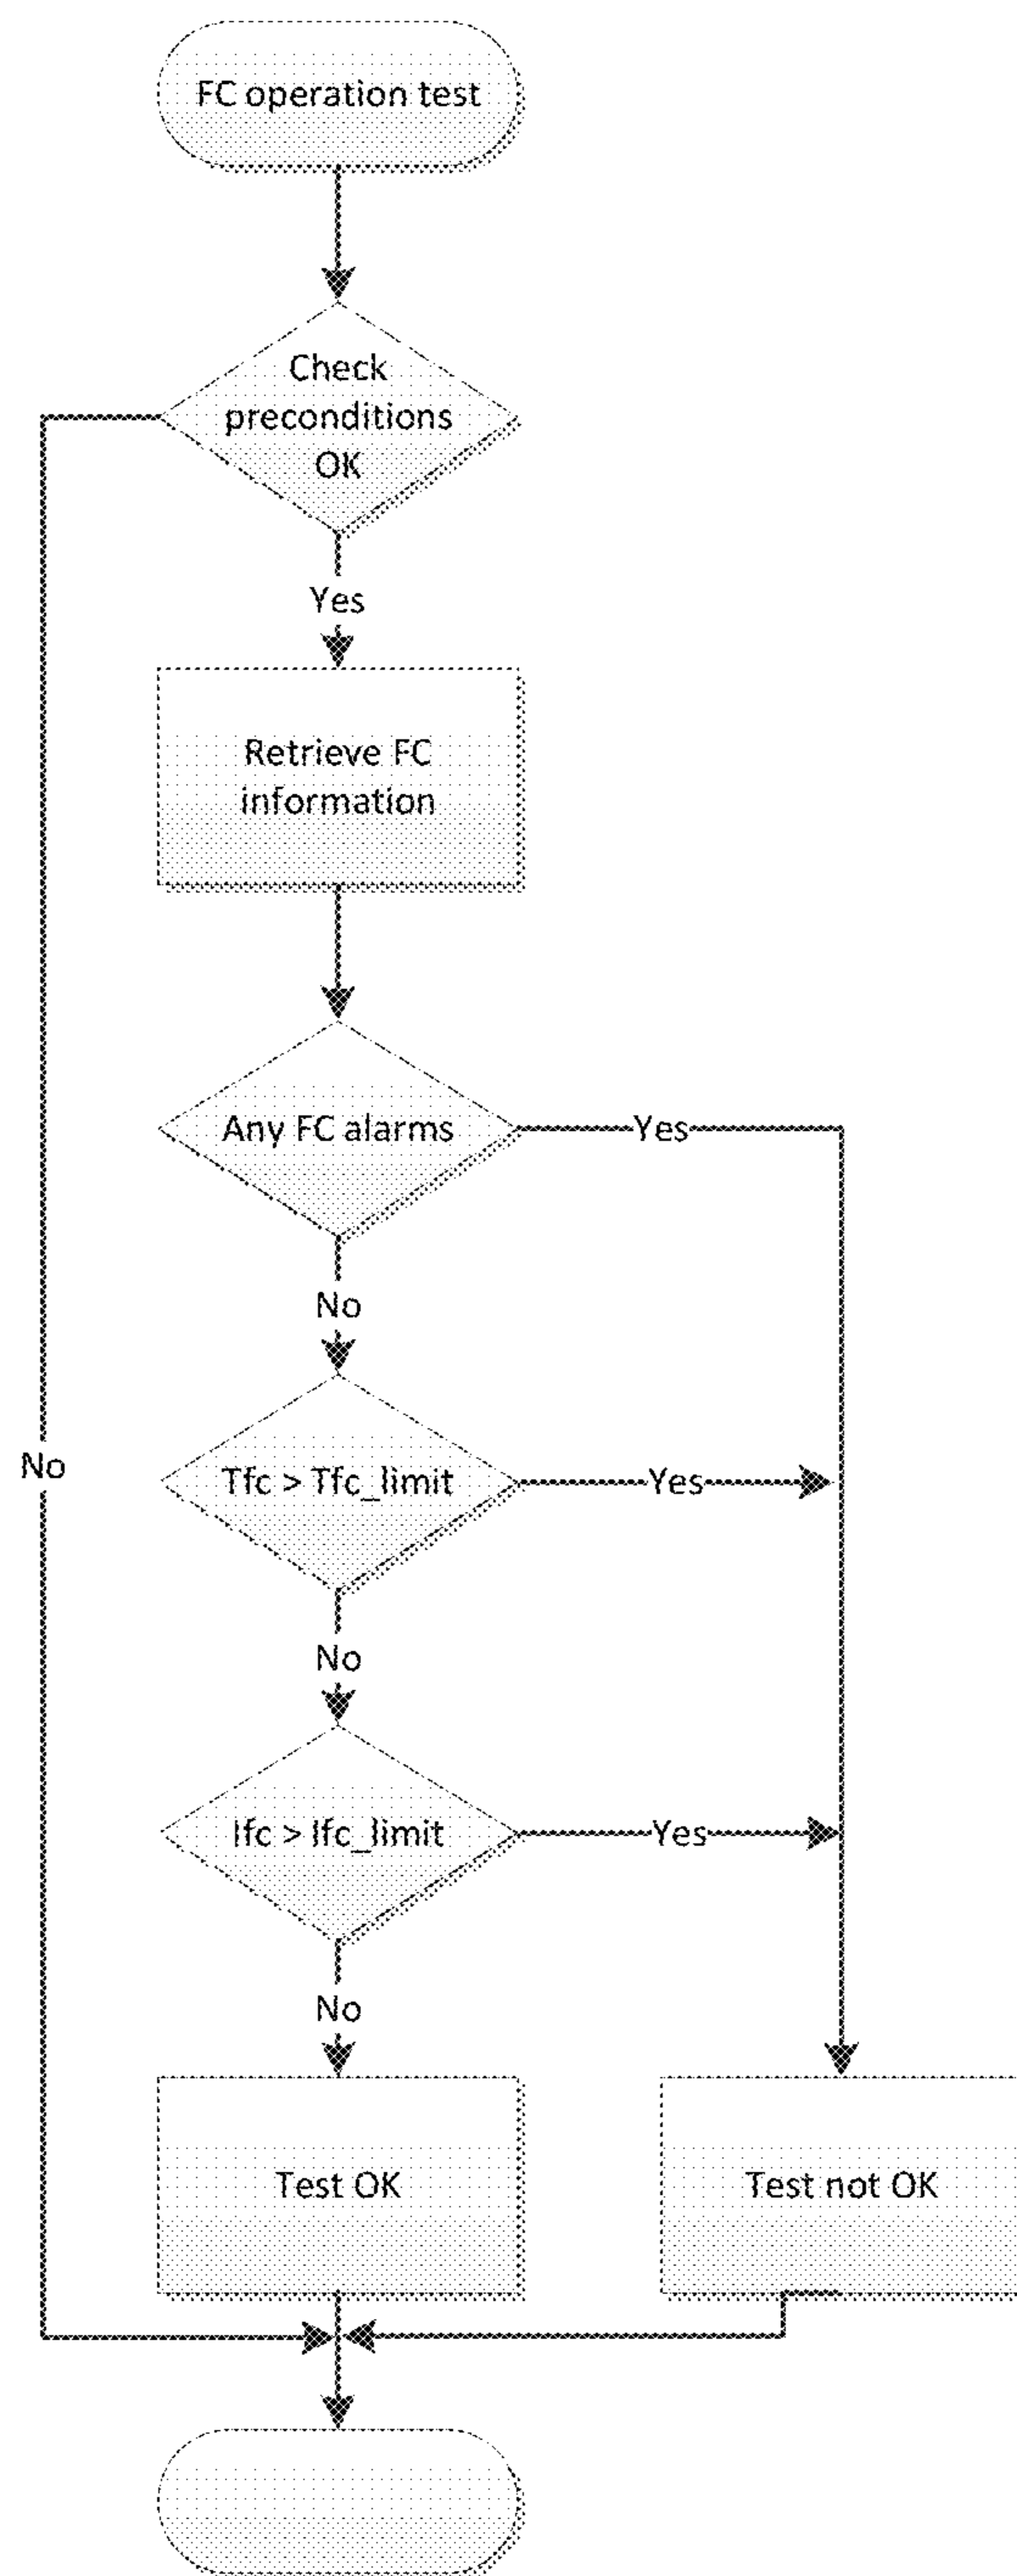 FC operation test
Check
preconditions
OK
Yes
Retrieve FC
information
Any FC alarms
Yes
No
Tfc > Tfc_limit
Yes
No
No
Ifc > Ifc_limit
Yes
No
Test OK
Test not OK